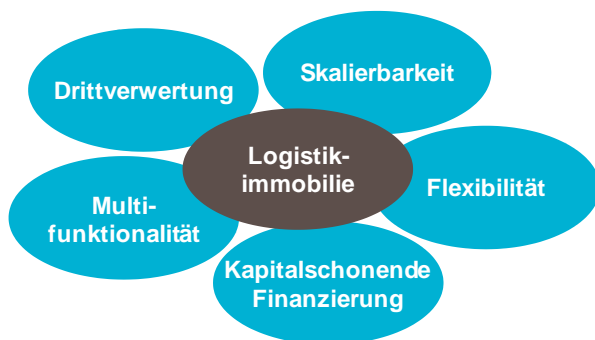 Drittverwertung
Skalierbarkeit
Logistik-
immobilie
Flexibilität
Multi-
funktionalität
Kapitalschonende
Finanzierung